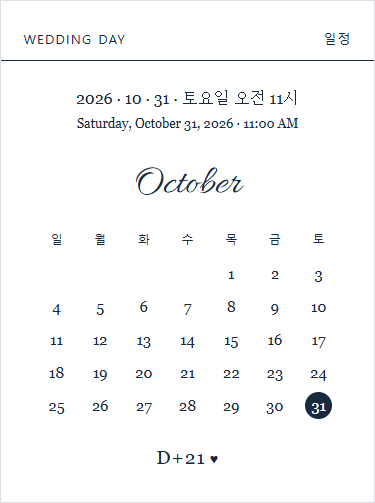 WEDDING DAY 일정
2026 · 10 · 31 · 토요일 오전 11시
Saturday, October 31, 2026 · 11:00 AM
October
일 월 화 수 목 금 토
1 2 3
4 5 6 7 8 9 10
11 12 13 14 15 16 17
18 19 20 21 22 23 24
25 26 27 28 29 30 31
D+21 ♥